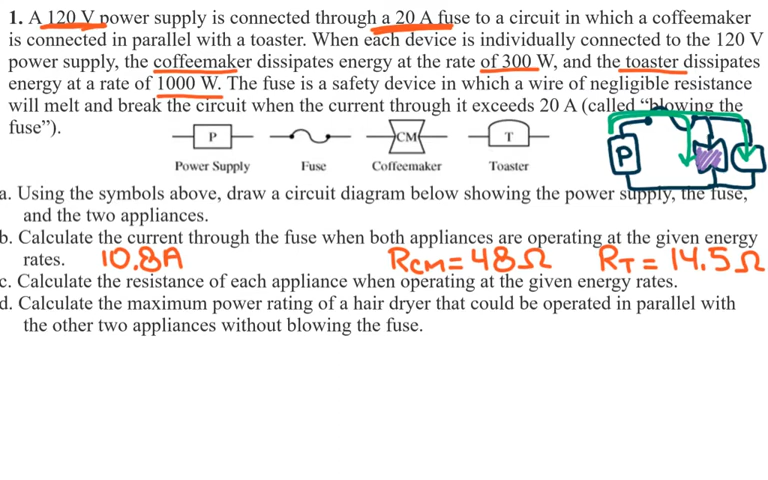 1. A 120 V power supply is connected through a 20 A fuse to a circuit in which a coffeemaker
is connected in parallel with a toaster. When each device is individually connected to the 120 V
power supply, the coffeemaker dissipates energy at the rate of 300 W, and the toaster dissipates
energy at a rate of 1000 W. The fuse is a safety device in which a wire of negligible resistance
will melt and break the circuit when the current through it exceeds 20 A (called “blowing the
fuse”).
P CM T P
Power Supply Fuse Coffeemaker Toaster
a. Using the symbols above, draw a circuit diagram below showing the power supply, the fuse,
and the two appliances.
b. Calculate the current through the fuse when both appliances are operating at the given energy
rates. 10.8A RCM = 48Ω RT = 14.5Ω
c. Calculate the resistance of each appliance when operating at the given energy rates.
d. Calculate the maximum power rating of a hair dryer that could be operated in parallel with
the other two appliances without blowing the fuse.